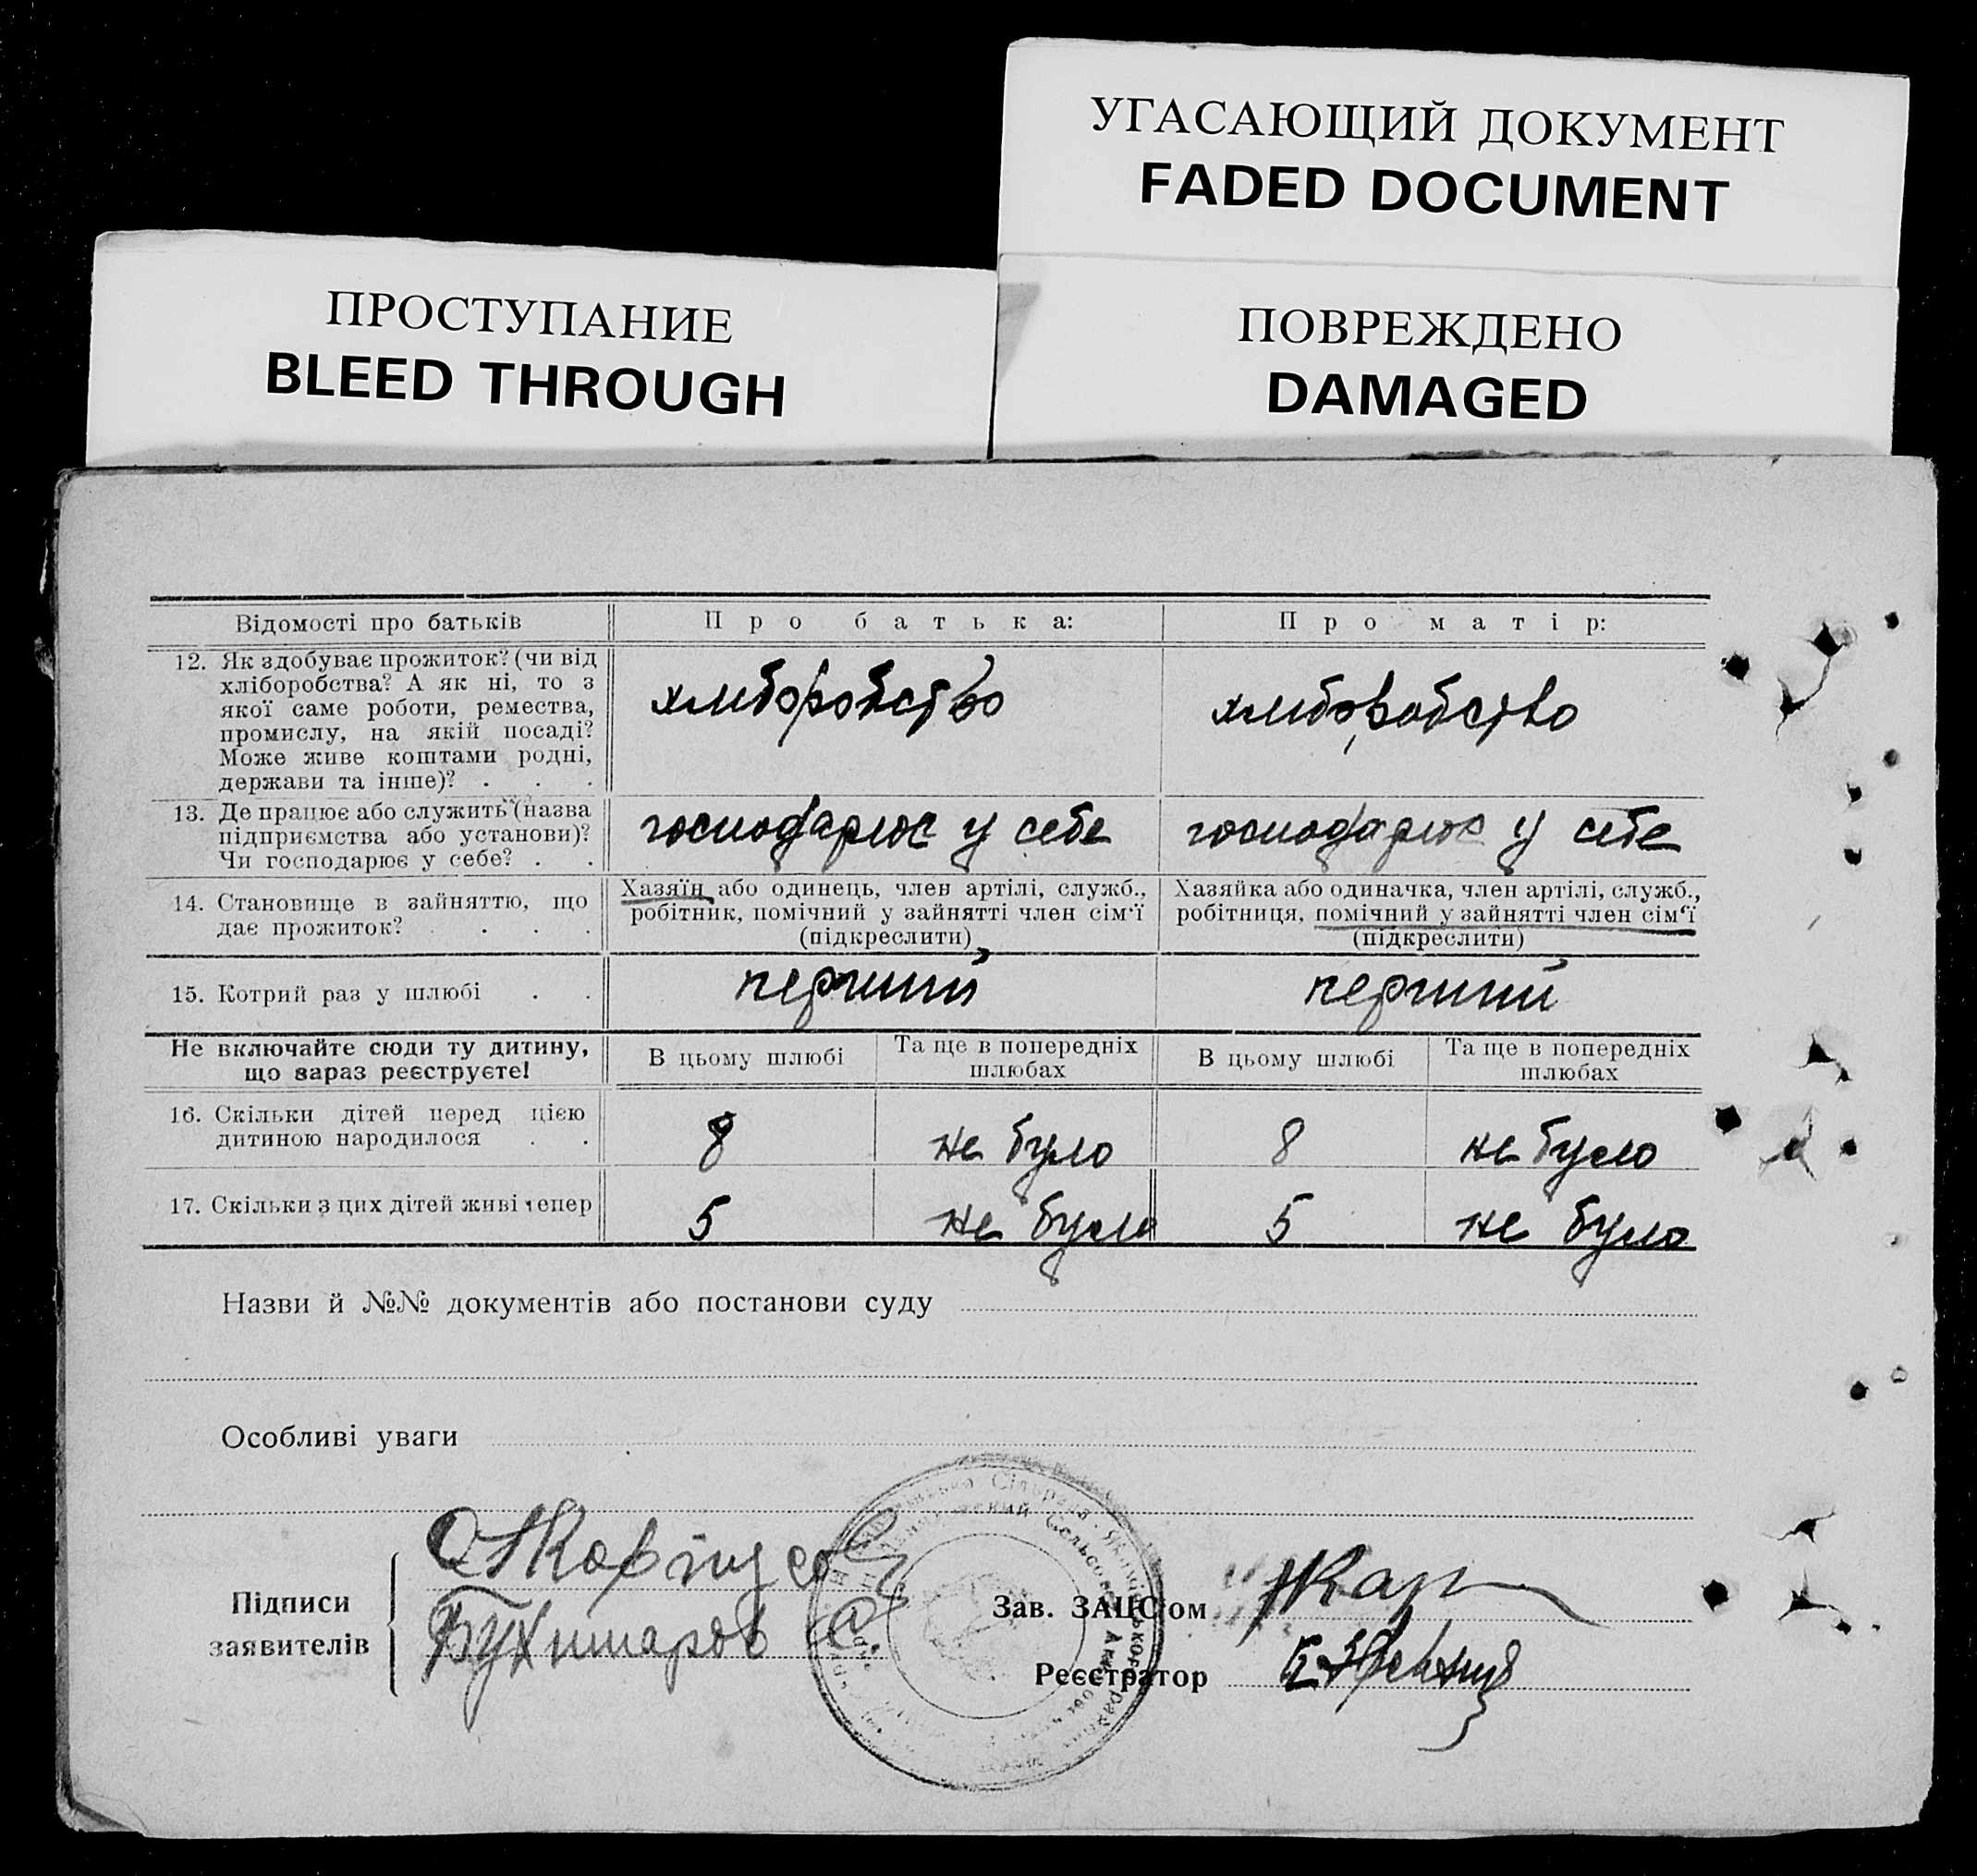 УГАСАЮЩИЙ ДОКУМЕНТ
FADED DOCUMENT
ПРОСТУПАНИЕ
BLEED THROUGH
ПОВРЕЖДЕНО
DAMAGED
Відомості про батьків
Про батька:
Про матір:
12. Як здобуває прожиток? (чи від
хліборобства? А як ні, то з
якої саме роботи, ремества,
промислу, на якій посаді?
Може живе коштами родні,
держави та інше)? . . .
хліборобство
хліборобство
13. Де працює або служить (назва
підприємства або установи)?
Чи господарює у себе? . .
господарює у себе
господарює у себе
14. Становище в зайняттю, що
дає прожиток? . . .
Хазяїн або одинець, член артілі, служб.,
робітник, помічний у зайнятті член сім'ї
(підкреслити)
Хазяйка або одиначка, член артілі, служб.,
робітниця, помічний у зайнятті член сім'ї
(підкреслити)
15. Котрий раз у шлюбі . .
перший
перший
Не включайте сюди ту дитину,
що зараз реєструєте!
В цьому шлюбі
Та ще в попередніх
шлюбах
В цьому шлюбі
Та ще в попередніх
шлюбах
16. Скільки дітей перед цією
дитиною народилося . .
8
не було
8
не було
17. Скільки з цих дітей живі тепер
5
не було
5
не було
Назви й №№ документів або постанови суду
Особливі уваги
Підписи
заявителів
Зав. ЗАЦС'ом
Реєстратор